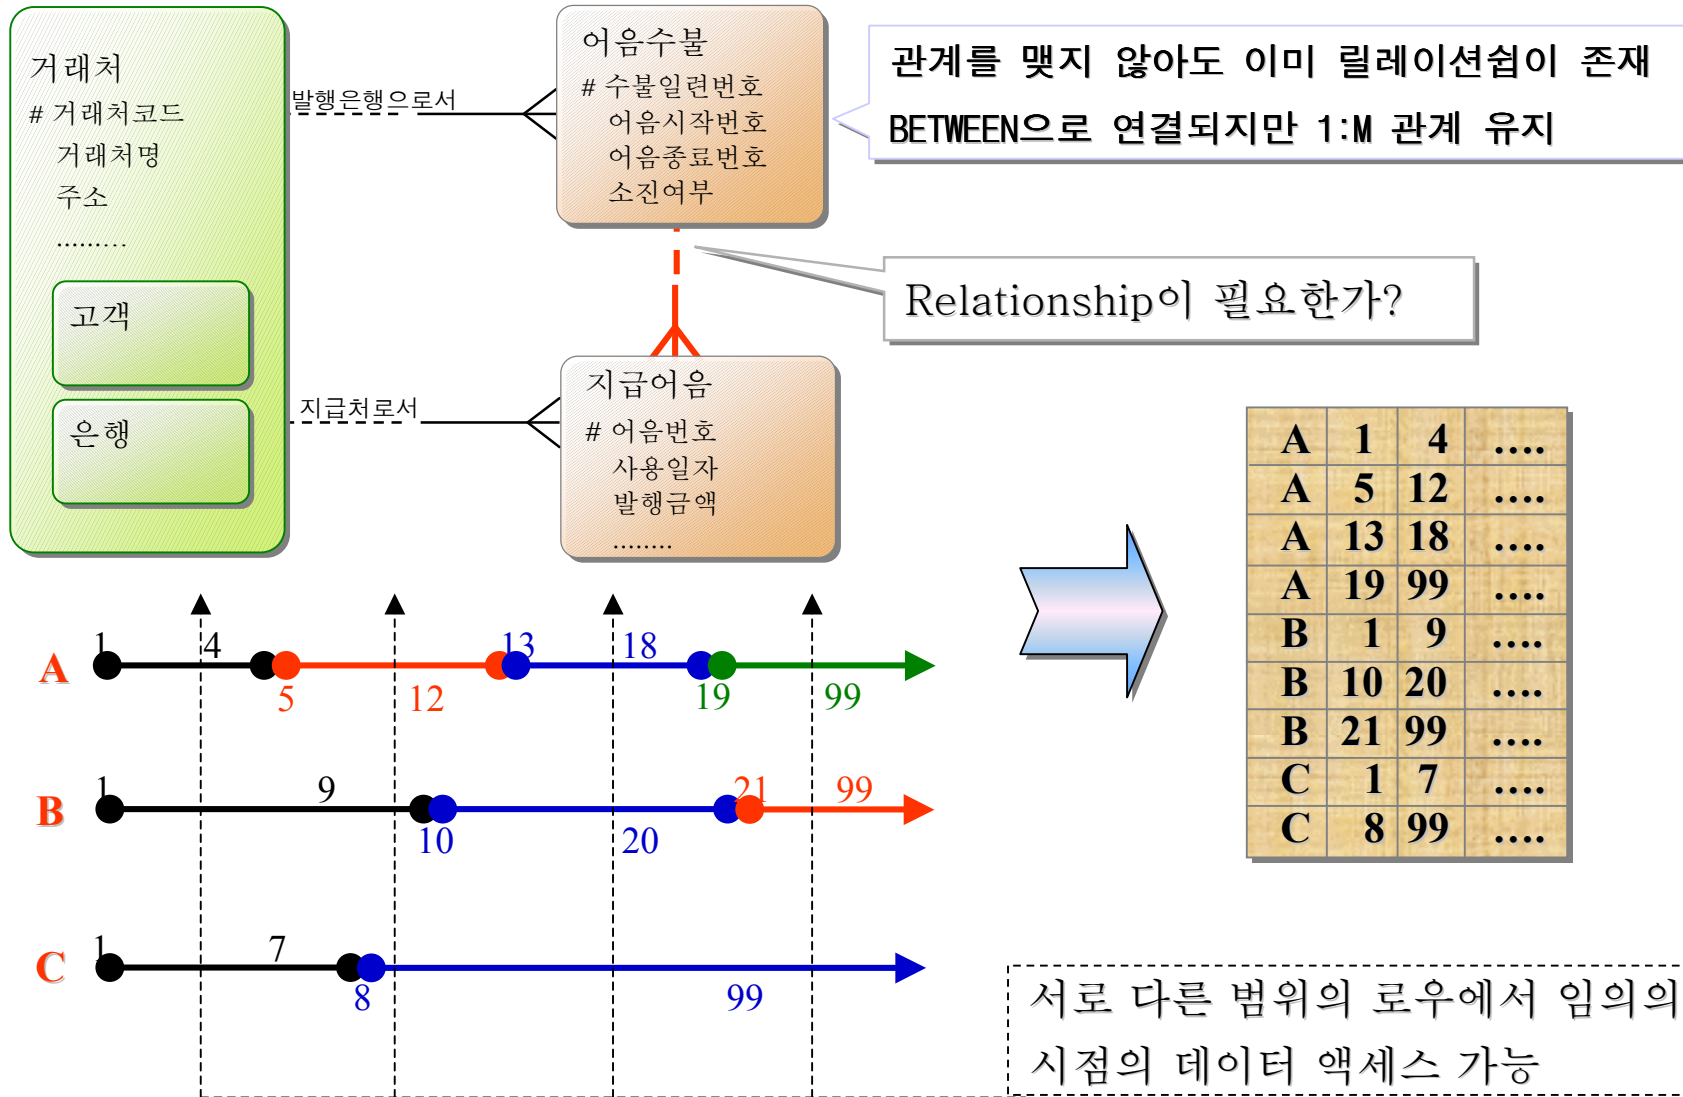 거래처
# 거래처코드
거래처명
주소
.........
고객
은행
발행은행으로서
지급처로서
어음수불
# 수불일련번호
어음시작번호
어음종료번호
소진여부
관계를 맺지 않아도 이미 릴레이션쉽이 존재
BETWEEN으로 연결되지만 1:M 관계 유지
Relationship이 필요한가?
지급어음
# 어음번호
사용일자
발행금액
........
A 1 4 ....
A 5 12 ....
A 13 18 ....
A 19 99 ....
B 1 9 ....
B 10 20 ....
B 21 99 ....
C 1 7 ....
C 8 99 ....
1 4 13 18
A
5 12 19 99
1 9 21 99
B
10 20
1 7
C
8 99
서로 다른 범위의 로우에서 임의의
시점의 데이터 액세스 가능